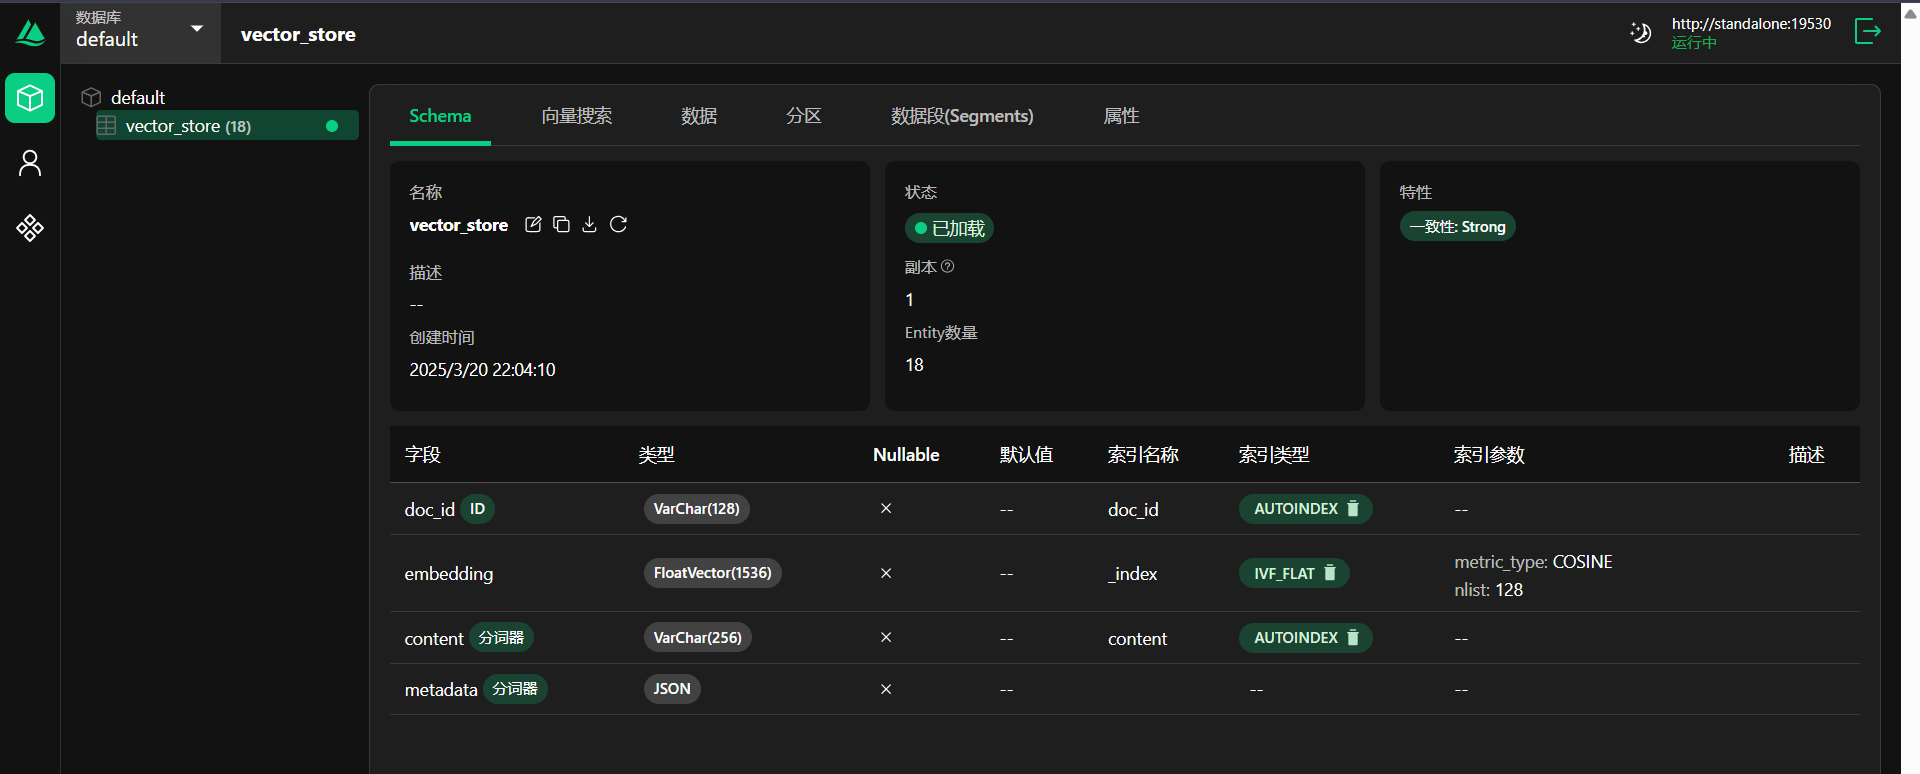 数据库
default
vector_store
http://standalone:19530
运行中
default
vector_store (18)
Schema
向量搜索
数据
分区
数据段(Segments)
属性
名称
vector_store
描述
--
创建时间
2025/3/20 22:04:10
状态
已加载
副本
1
Entity数量
18
特性
一致性: Strong
字段 类型 Nullable 默认值 索引名称 索引类型 索引参数 描述
doc_id ID VarChar(128) -- doc_id AUTOINDEX --
embedding FloatVector(1536) -- _index IVF_FLAT metric_type: COSINE
nlist: 128
content 分词器 VarChar(256) -- content AUTOINDEX --
metadata 分词器 JSON -- -- --